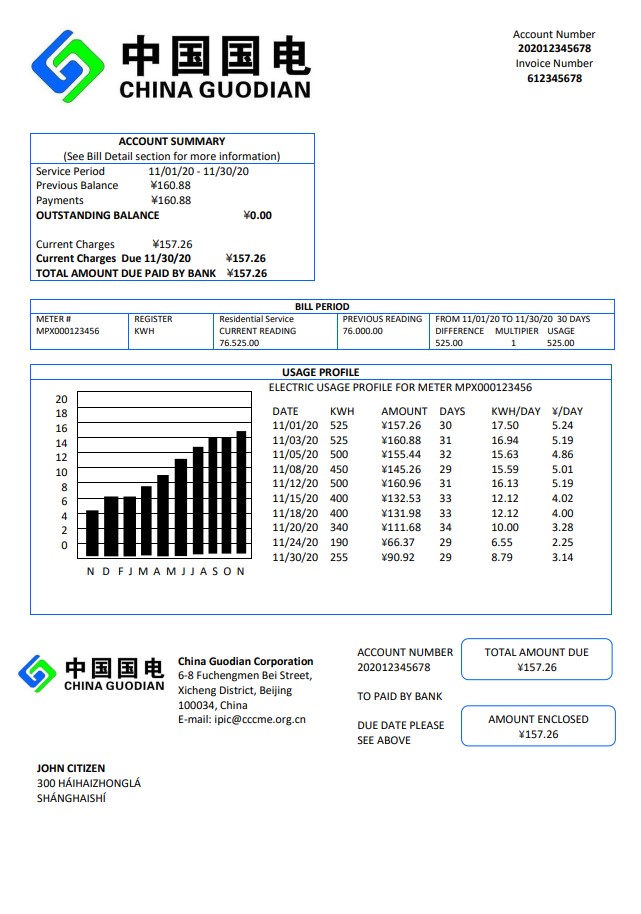 中国国电
CHINA GUODIAN
Account Number
202012345678
Invoice Number
612345678
ACCOUNT SUMMARY
(See Bill Detail section for more information)
Service Period 11/01/20 - 11/30/20
Previous Balance ¥160.88
Payments ¥160.88
OUTSTANDING BALANCE ¥0.00
Current Charges ¥157.26
Current Charges Due 11/30/20 ¥157.26
TOTAL AMOUNT DUE PAID BY BANK ¥157.26
BILL PERIOD
METER # REGISTER Residential Service PREVIOUS READING FROM 11/01/20 TO 11/30/20 30 DAYS
MPX000123456 KWH CURRENT READING 76.000.00 DIFFERENCE MULTIPLIER USAGE
76.525.00 525.00 1 525.00
USAGE PROFILE
ELECTRIC USAGE PROFILE FOR METER MPX000123456
20
18
16
14
12
10
8
6
4
2
0
N D F J M A M J J A S O N
DATE KWH AMOUNT DAYS KWH/DAY ¥/DAY
11/01/20 525 ¥157.26 30 17.50 5.24
11/03/20 525 ¥160.88 31 16.94 5.19
11/05/20 500 ¥155.44 32 15.63 4.86
11/08/20 450 ¥145.26 29 15.59 5.01
11/12/20 500 ¥160.96 31 16.13 5.19
11/15/20 400 ¥132.53 33 12.12 4.02
11/18/20 400 ¥131.98 33 12.12 4.00
11/20/20 340 ¥111.68 34 10.00 3.28
11/24/20 190 ¥66.37 29 6.55 2.25
11/30/20 255 ¥90.92 29 8.79 3.14
中国国电
CHINA GUODIAN
China Guodian Corporation
6-8 Fuchengmen Bei Street,
Xicheng District, Beijing
100034, China
E-mail: ipic@cccme.org.cn
ACCOUNT NUMBER
202012345678
TO PAID BY BANK
DUE DATE PLEASE
SEE ABOVE
TOTAL AMOUNT DUE
¥157.26
AMOUNT ENCLOSED
¥157.26
JOHN CITIZEN
300 HÁIHAIZHONGLÁ
SHÁNGHAISHÍ